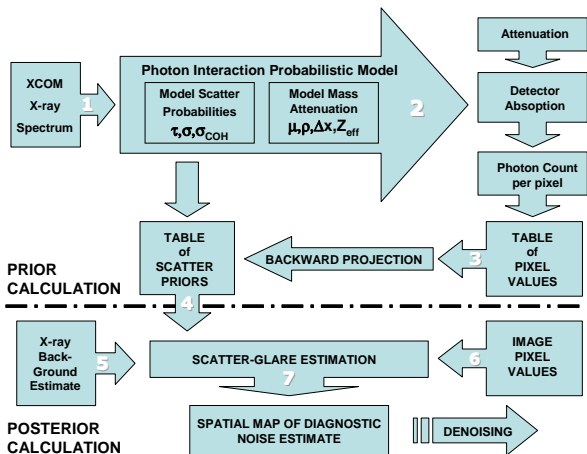 Attenuation
Photon Interaction Probabilistic Model
XCOM
X-ray
Spectrum
1
Model Scatter
Probabilities
τ,σ,σCOH
Model Mass
Attenuation
μ,ρ,Δx,Zeff
2
Detector
Absoption
Photon Count
per pixel
TABLE
of
SCATTER
PRIORS
BACKWARD PROJECTION
3
TABLE
of
PIXEL
VALUES
PRIOR
CALCULATION
4
X-ray
Back-
Ground
Estimate
5
SCATTER-GLARE ESTIMATION
6
IMAGE
PIXEL
VALUES
7
POSTERIOR
CALCULATION
SPATIAL MAP OF DIAGNOSTIC
NOISE ESTIMATE
DENOISING